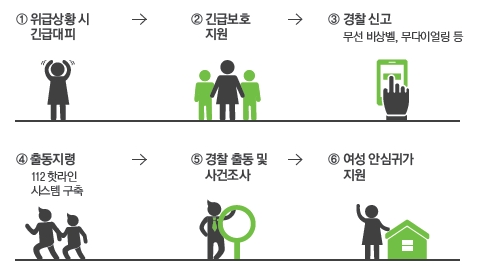 ① 위급상황 시
긴급대피
② 긴급보호
지원
③ 경찰 신고
무선 비상벨, 무다이얼링 등
④ 출동지령
112 핫라인
시스템 구축
⑤ 경찰 출동 및
사건조사
⑥ 여성 안심귀가
지원